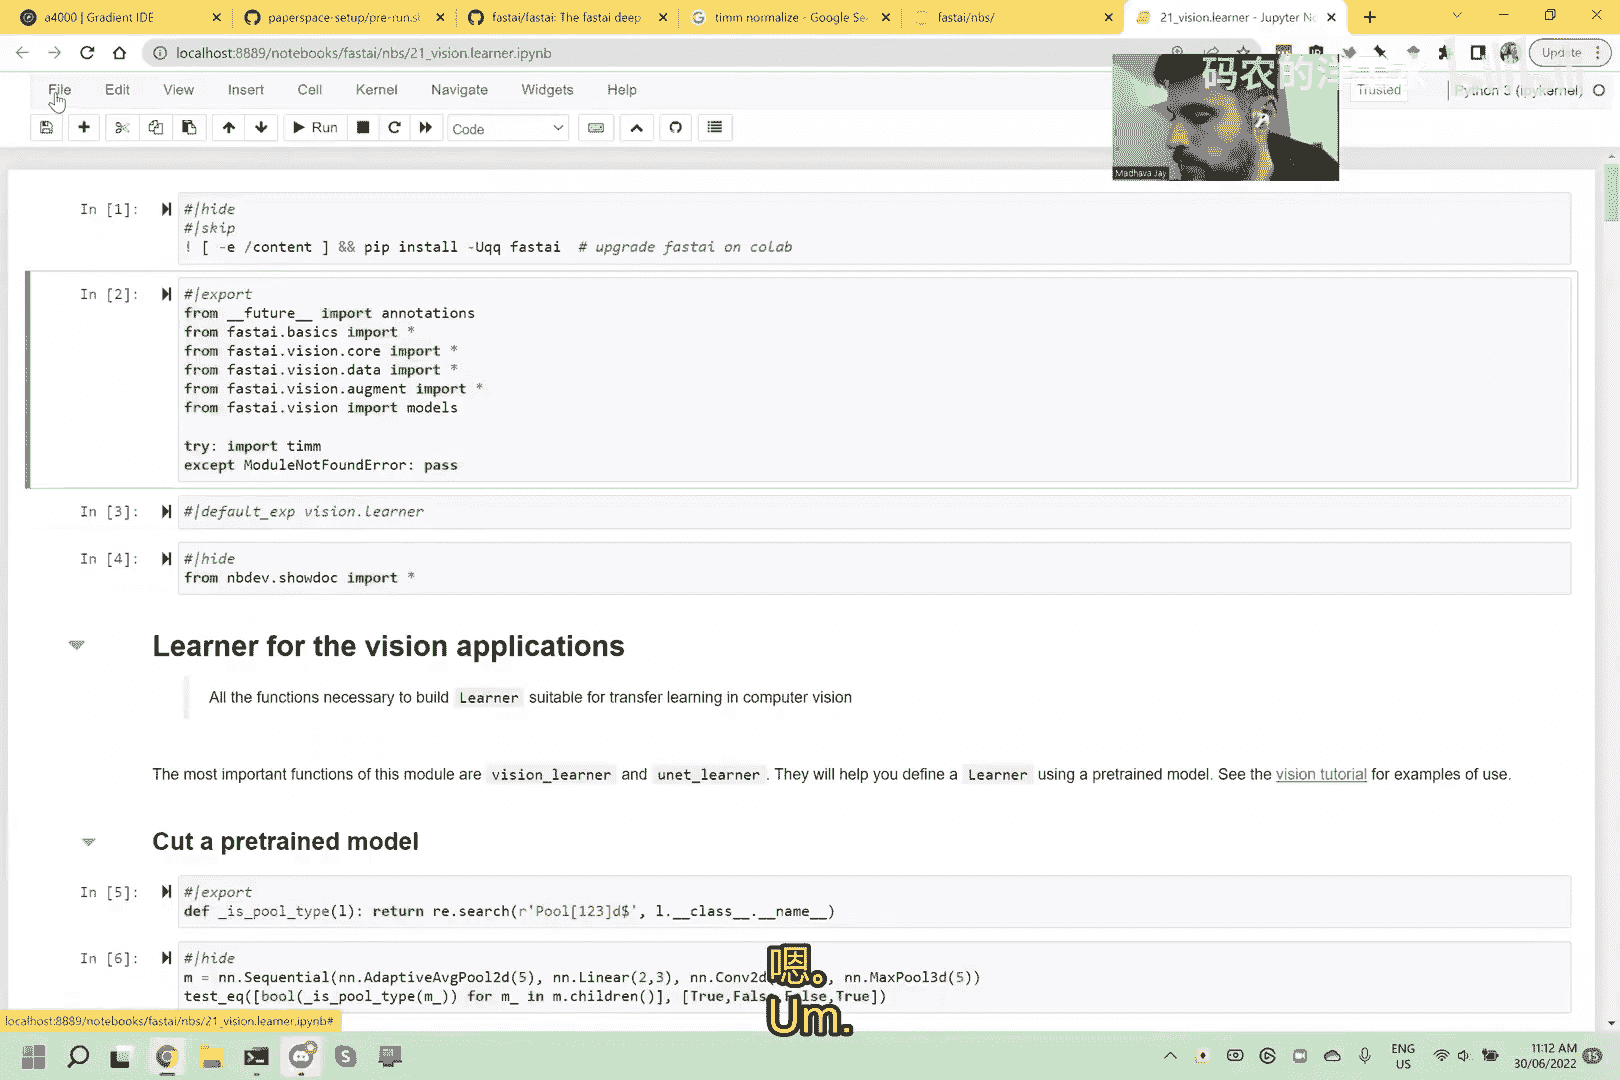 a4000 | Gradient IDE
paperspace-setup/pre-run.s
fastai/fastai: The fastai deep
timm normalize - Google Se
fastai/nbs/
21_vision.learner - Jupyter No
localhost:8889/notebooks/fastai/nbs/21_vision.learner.ipynb
Update
File Edit View Insert Cell Kernel Navigate Widgets Help
Trusted
Python 3 (ipykernel)
码农的
Run
Code
Madhava Jay
In [1]:
#|hide
#|skip
! [ -e /content ] && pip install -Uqq fastai  # upgrade fastai on colab
In [2]:
#|export
from __future__ import annotations
from fastai.basics import *
from fastai.vision.core import *
from fastai.vision.data import *
from fastai.vision.augment import *
from fastai.vision import models
try: import timm
except ModuleNotFoundError: pass
In [3]:
#|default_exp vision.learner
In [4]:
#|hide
from nbdev.showdoc import *
Learner for the vision applications
All the functions necessary to build Learner suitable for transfer learning in computer vision
The most important functions of this module are vision_learner and unet_learner. They will help you define a Learner using a pretrained model. See the vision tutorial for examples of use.
Cut a pretrained model
In [5]:
#|export
def _is_pool_type(l): return re.search(r'Pool[123]d$', l.__class__.__name__)
In [6]:
#|hide
m = nn.Sequential(nn.AdaptiveAvgPool2d(5), nn.Linear(2,3), nn.Conv2d nn.MaxPool3d(5))
test_eq([bool(_is_pool_type(m_)) for m_ in m.children()], [True,False,False,True])
嗯。
Um.
localhost:8889/notebooks/fastai/nbs/21_vision.learner.ipynb#
ENG
US
11:12 AM
30/06/2022
15